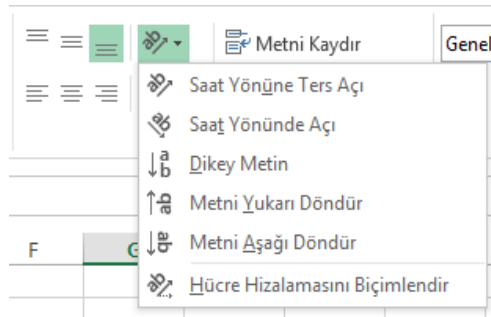 Metni Kaydır
Genel
Saat Yönüne Ters Açı
Saat Yönünde Açı
Dikey Metin
Metni Yukarı Döndür
Metni Aşağı Döndür
Hücre Hizalamasını Biçimlendir
F
G